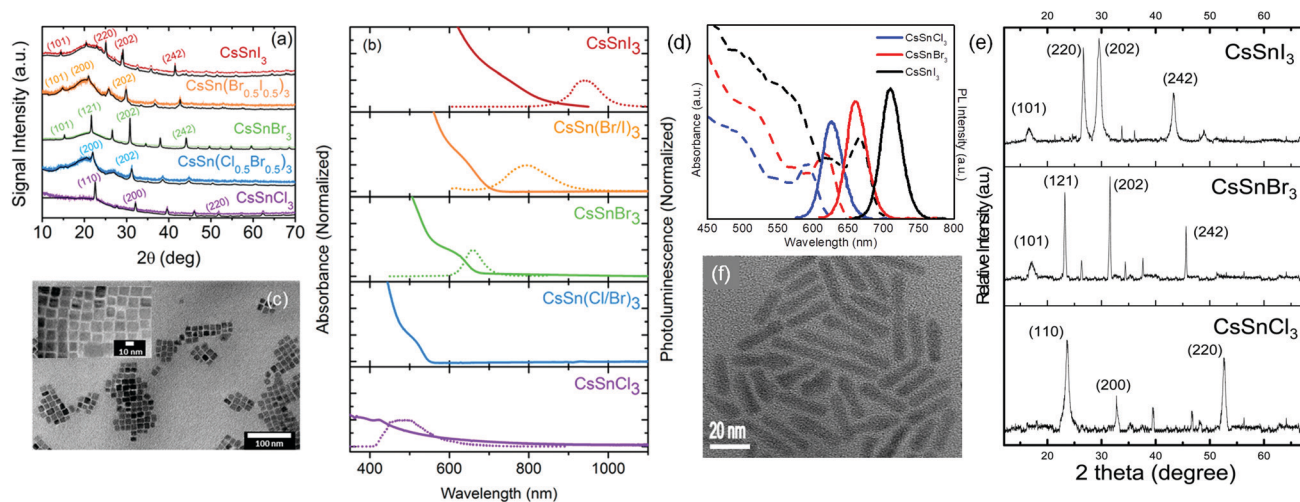 (a)
(101)
(220)
(202)
(242)
CsSnI3
(101)
(200)
(202)
CsSn(Br0.5I0.5)3
(101)
(121)
(202)
(242)
CsSnBr3
(200)
(202)
CsSn(Cl0.5Br0.5)3
(110)
(200)
(220)
CsSnCl3
Signal Intensity (a.u.)
10 20 30 40 50 60 70
2θ (deg)
(b)
CsSnI3
CsSn(Br/I)3
CsSnBr3
CsSn(Cl/Br)3
CsSnCl3
Absorbance (Normalized)
Photoluminescence (Normalized)
400 600 800 1000
Wavelength (nm)
(c)
10 nm
100 nm
(d)
CsSnCl3
CsSnBr3
CsSnI3
Absorbance (a.u.)
PL Intensity (a.u.)
450 500 550 600 650 700 750 800
Wavelength (nm)
(f)
20 nm
(e)
20 30 40 50 60
CsSnI3
(101)
(220)
(202)
(242)
CsSnBr3
(101)
(121)
(202)
(242)
CsSnCl3
(110)
(200)
(220)
Relative Intensity (a.u)
20 30 40 50 60
2 theta (degree)